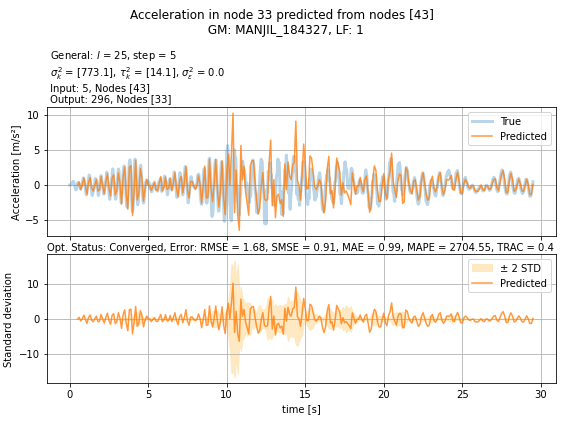 Acceleration in node 33 predicted from nodes [43]
GM: MANJIL_184327, LF: 1
General: l = 25, step = 5
σ²ₖ = [773.1], τ²ₖ = [14.1], σ²ε = 0.0
Input: 5, Nodes [43]
Output: 296, Nodes [33]
10
5
0
−5
Acceleration [m/s²]
True
Predicted
Opt. Status: Converged, Error: RMSE = 1.68, SMSE = 0.91, MAE = 0.99, MAPE = 2704.55, TRAC = 0.4
10
0
−10
Standard deviation
± 2 STD
Predicted
0 5 10 15 20 25 30
time [s]